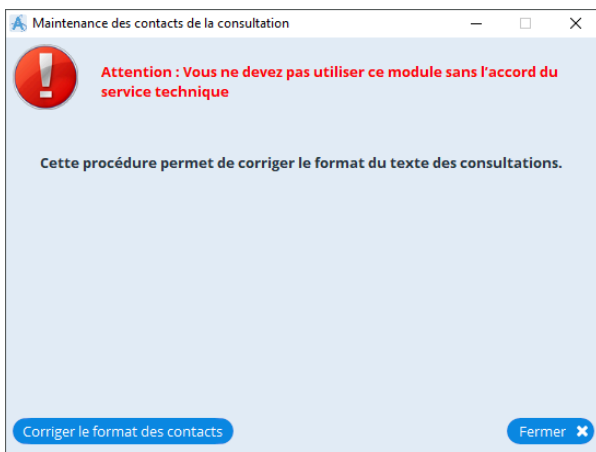 Maintenance des contacts de la consultation
Attention : Vous ne devez pas utiliser ce module sans l'accord du
service technique
Cette procédure permet de corriger le format du texte des consultations.
Corriger le format des contacts
Fermer